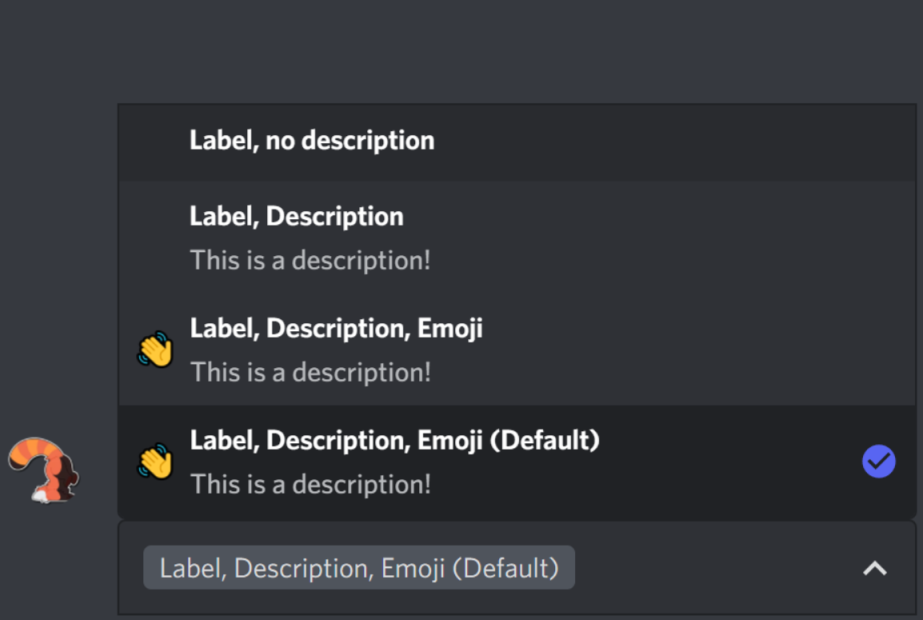 Label, no description
Label, Description
This is a description!
Label, Description, Emoji
This is a description!
Label, Description, Emoji (Default)
This is a description!
Label, Description, Emoji (Default)